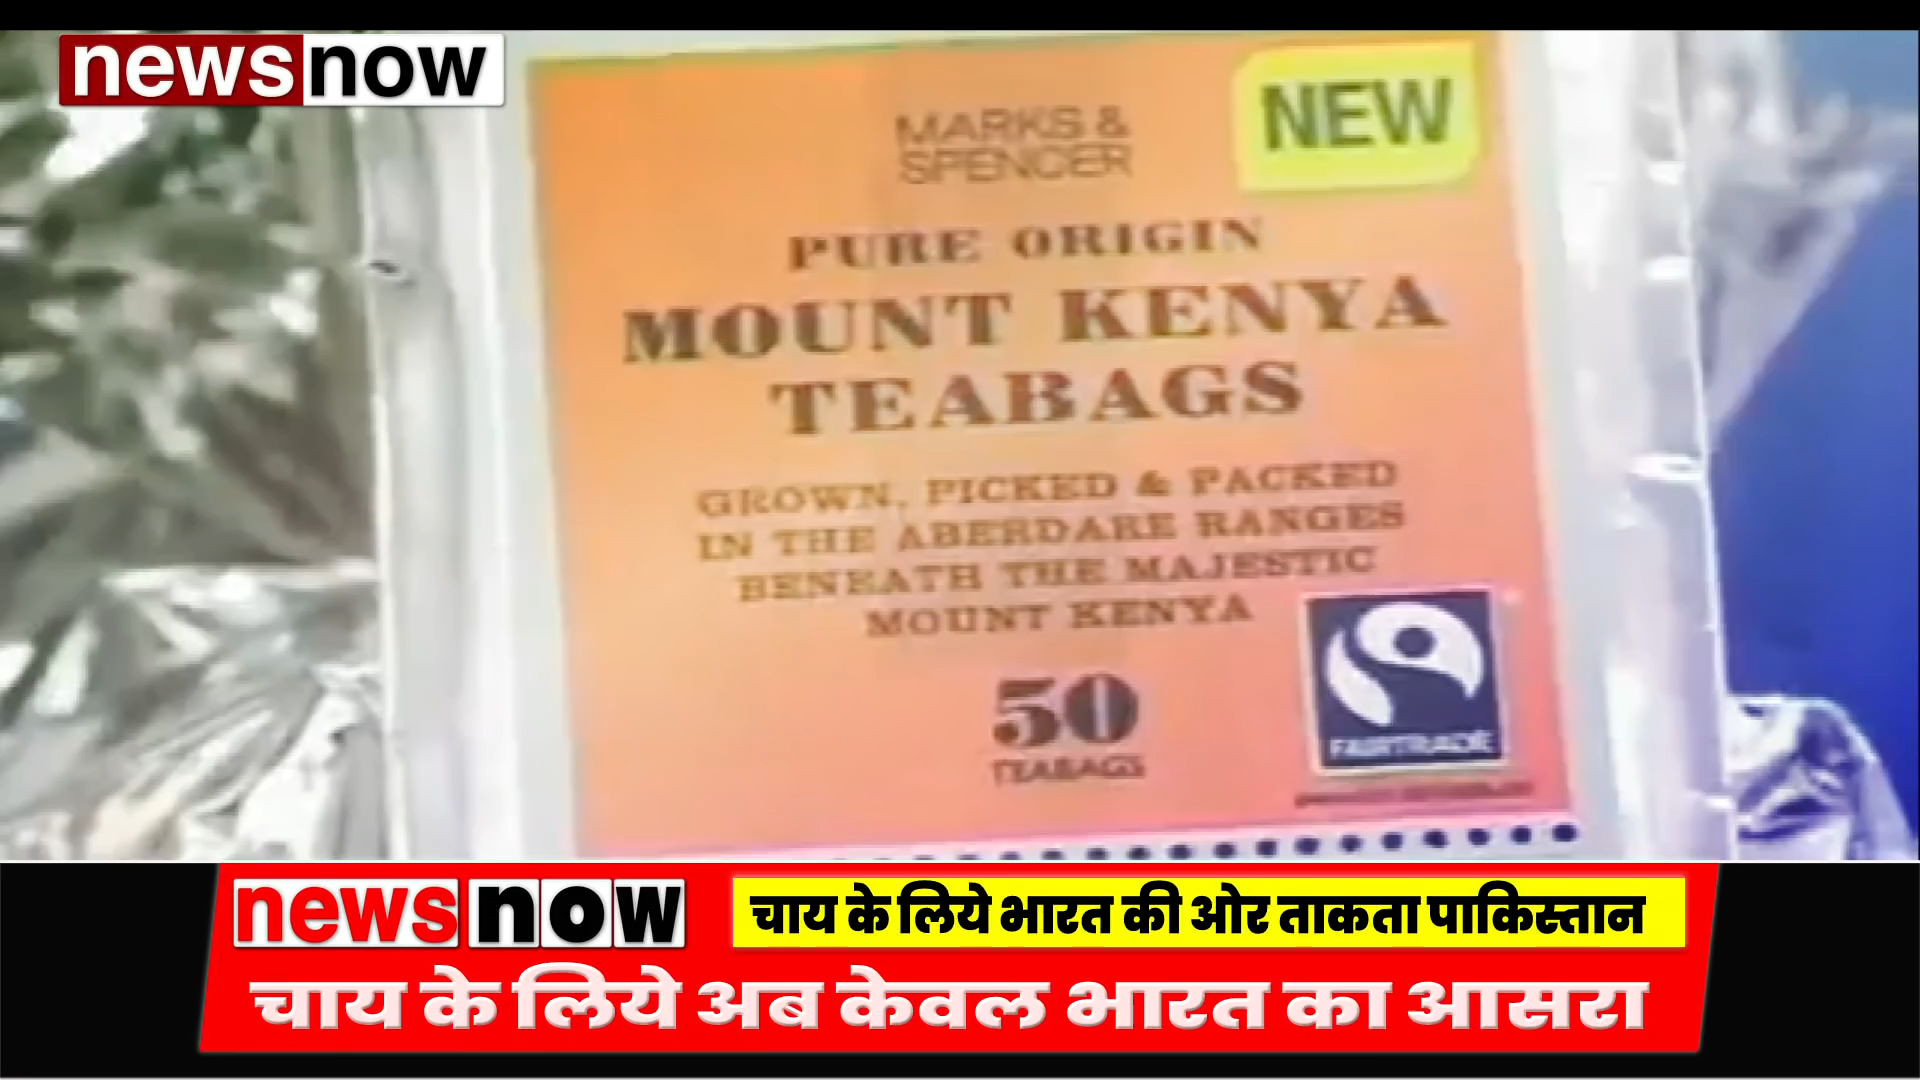 newsnow
NEW
MARKS &
SPENCER
PURE ORIGIN
MOUNT KENYA
TEABAGS
GROWN, PICKED & PACKED
IN THE ABERDARE RANGES
BENEATH THE MAJESTIC
MOUNT KENYA
50
TEABAGS
FAIRTRADE
newsnow
चाय के लिये भारत की ओर ताकता पाकिस्तान
चाय के लिये अब केवल भारत का आसरा